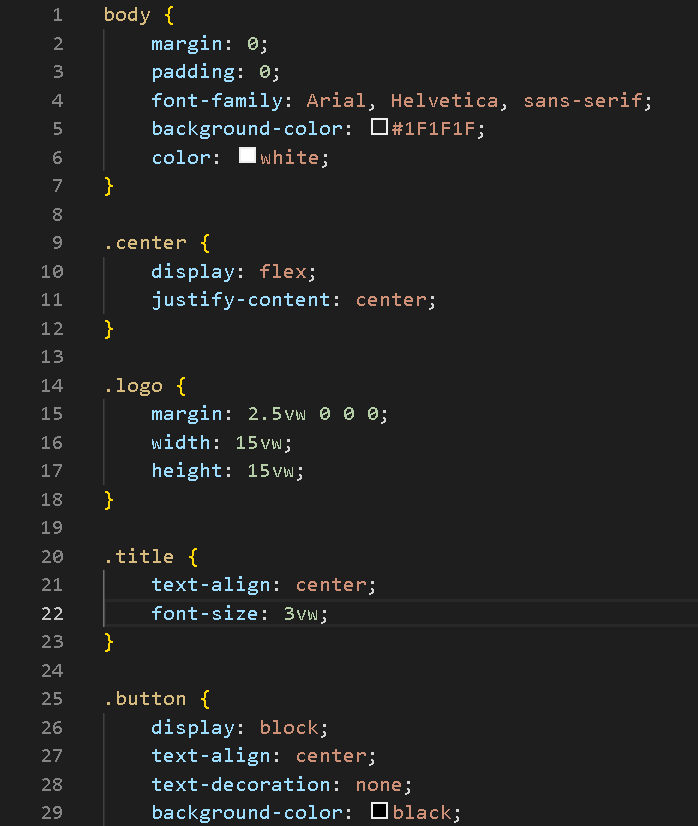 1 body {
2     margin: 0;
3     padding: 0;
4     font-family: Arial, Helvetica, sans-serif;
5     background-color: #1F1F1F;
6     color: white;
7 }
8
9 .center {
10     display: flex;
11     justify-content: center;
12 }
13
14 .logo {
15     margin: 2.5vw 0 0 0;
16     width: 15vw;
17     height: 15vw;
18 }
19
20 .title {
21     text-align: center;
22     font-size: 3vw;
23 }
24
25 .button {
26     display: block;
27     text-align: center;
28     text-decoration: none;
29     background-color: black;